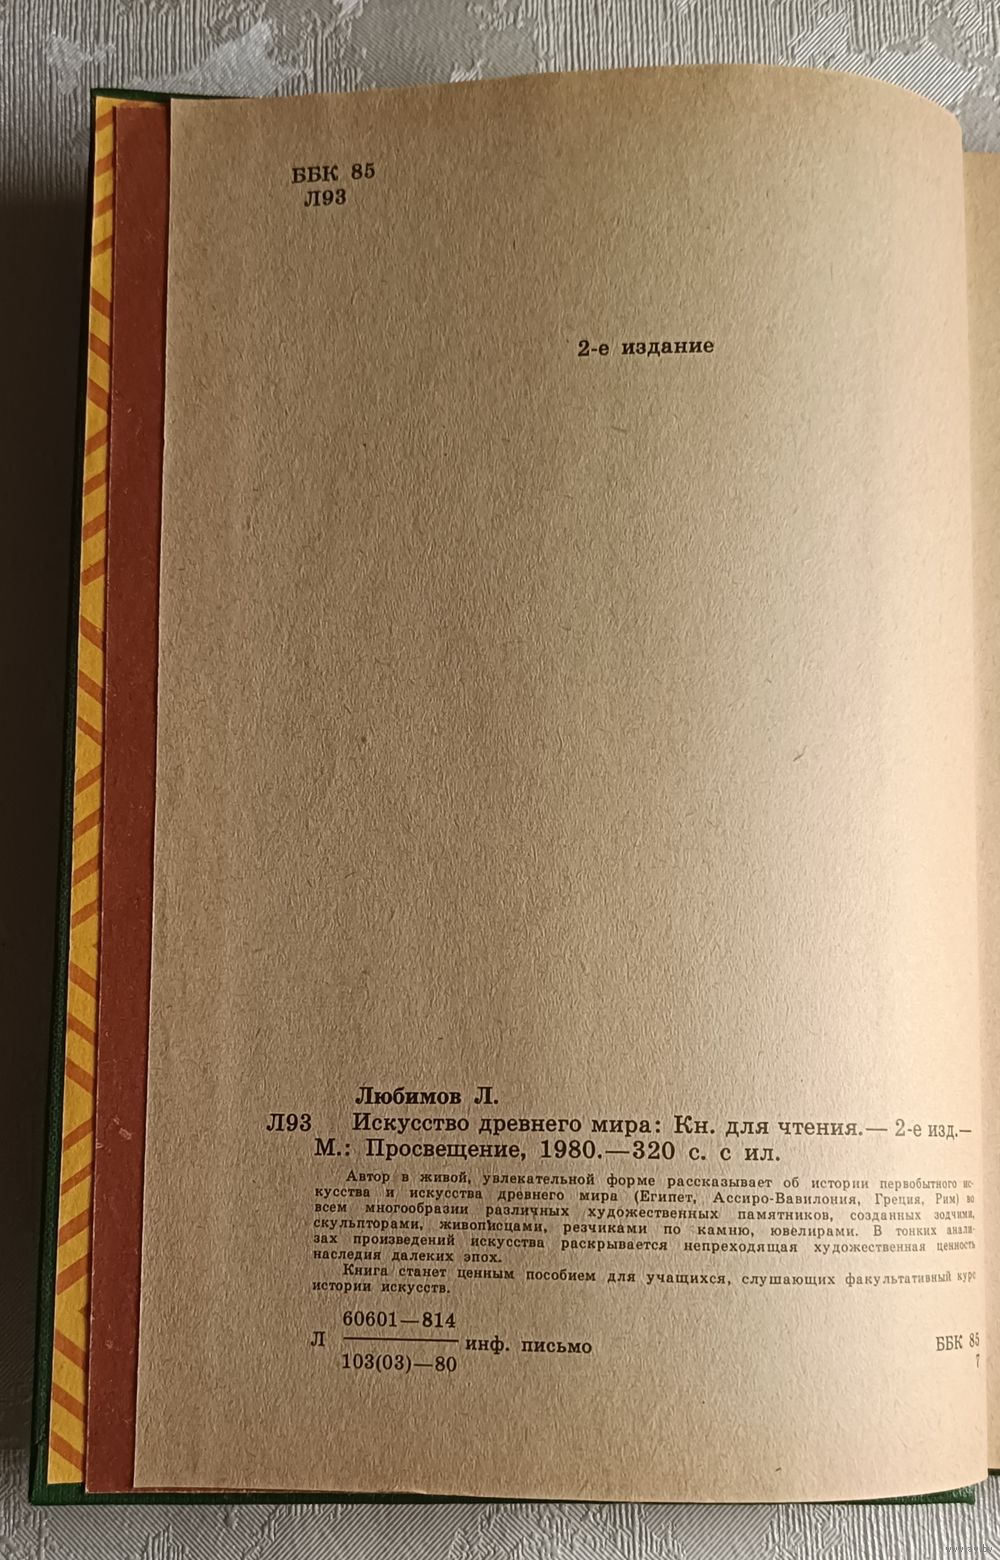 ББК 85
Л93
2-е издание
Любимов Л.
Л93 Искусство древнего мира: Кн. для чтения.— 2-е изд.—
М.: Просвещение, 1980.—320 с. с ил.
Автор в живой, увлекательной форме рассказывает об истории первобытного ис-
кусства и искусства древнего мира (Египет, Ассиро-Вавилония, Греция, Рим) во
всем многообразии различных художественных памятников, созданных зодчими,
скульпторами, живописцами, резчиками по камню, ювелирами. В тонких анали-
зах произведений искусства раскрывается непреходящая художественная ценность
наследия далеких эпох.
Книга станет ценным пособием для учащихся, слушающих факультативный курс
истории искусств.
60601—814
Л инф. письмо
103(03)—80
ББК 85
7